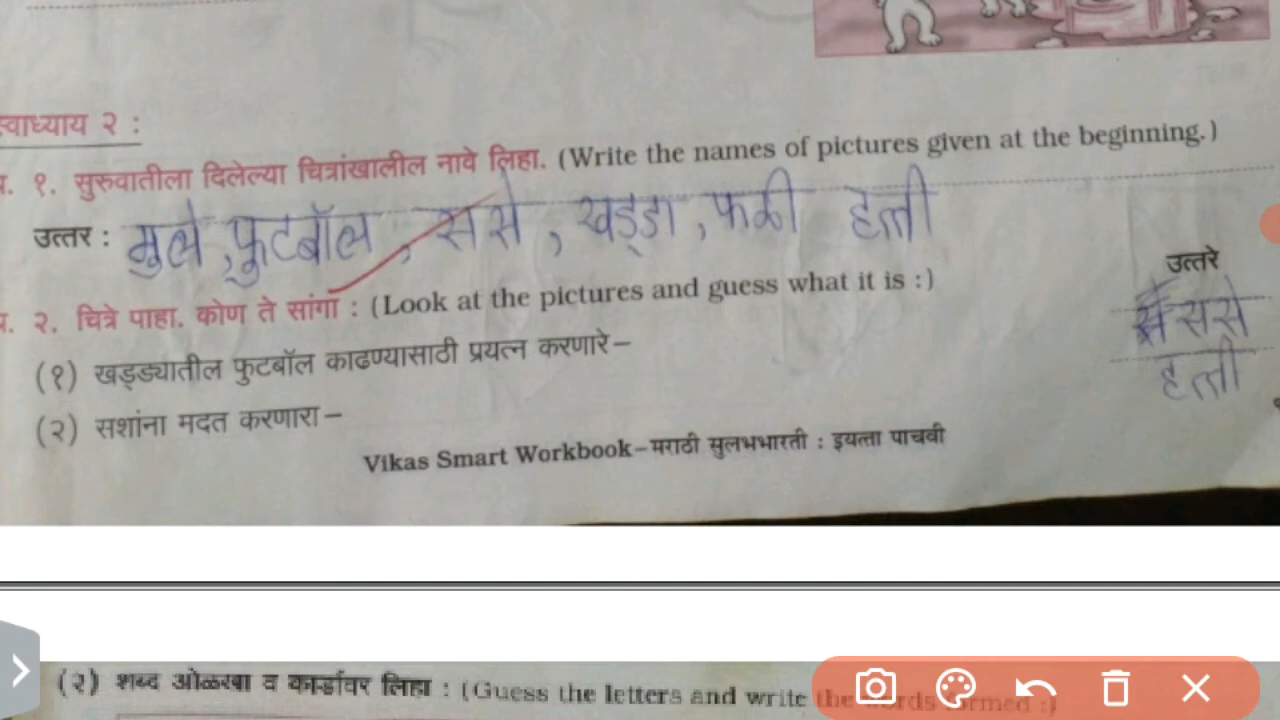 स्वाध्याय २ :
प्र. १. सुरुवातीला दिलेल्या चित्रांखालील नावे लिहा. (Write the names of pictures given at the beginning.)
उत्तर : मुले, फुटबॉल, ससे, खड्डा, फळी हत्ती
प्र. २. चित्रे पाहा. कोण ते सांगा : (Look at the pictures and guess what it is :)
उत्तरे
(१) खड्ड्यातील फुटबॉल काढण्यासाठी प्रयत्न करणारे – ससे
(२) सशांना मदत करणारा – हत्ती
Vikas Smart Workbook–मराठी सुलभभारती : इयत्ता पाचवी
(२) शब्द ओळखा व कार्डावर लिहा : (Guess the letters and write the words formed :)